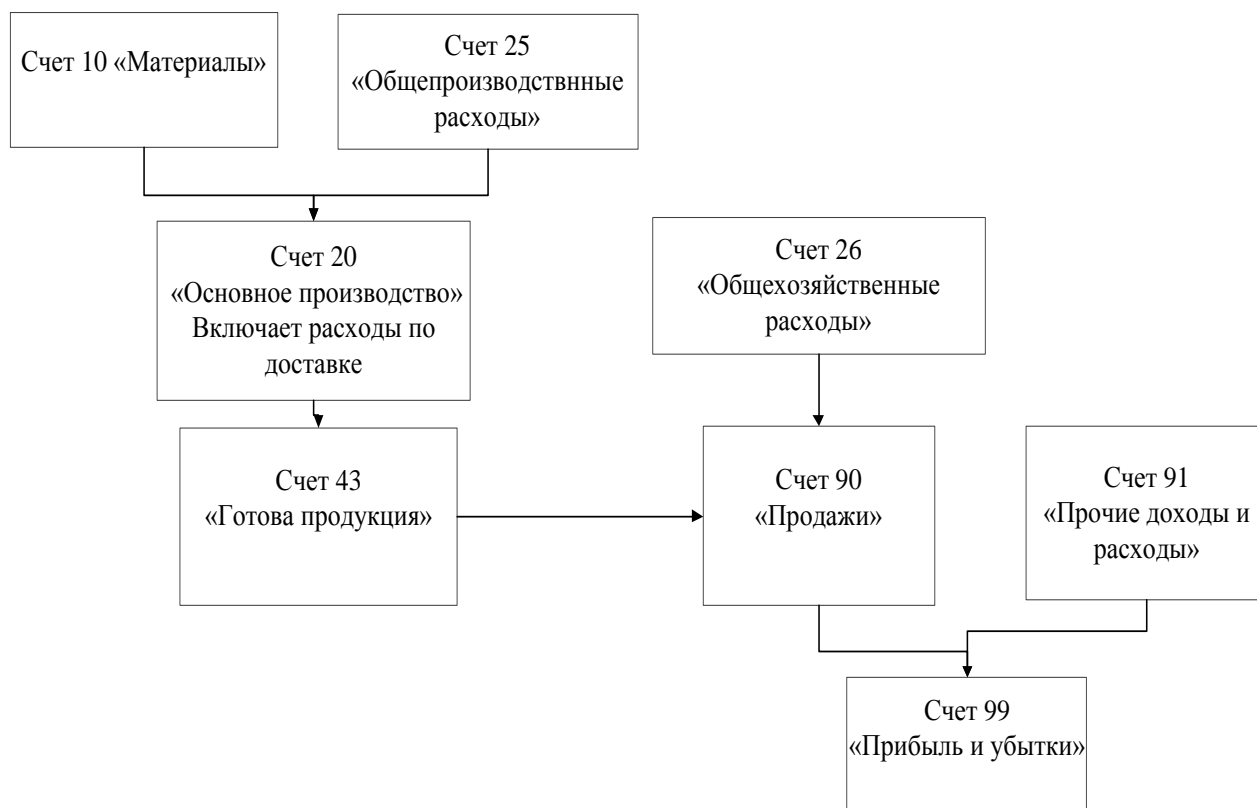 Счет 10 «Материалы»
Счет 25
«Общепроизводствнные
расходы»
Счет 20
«Основное производство»
Включает расходы по
доставке
Счет 26
«Общехозяйственные
расходы»
Счет 43
«Готова продукция»
Счет 90
«Продажи»
Счет 91
«Прочие доходы и
расходы»
Счет 99
«Прибыль и убытки»